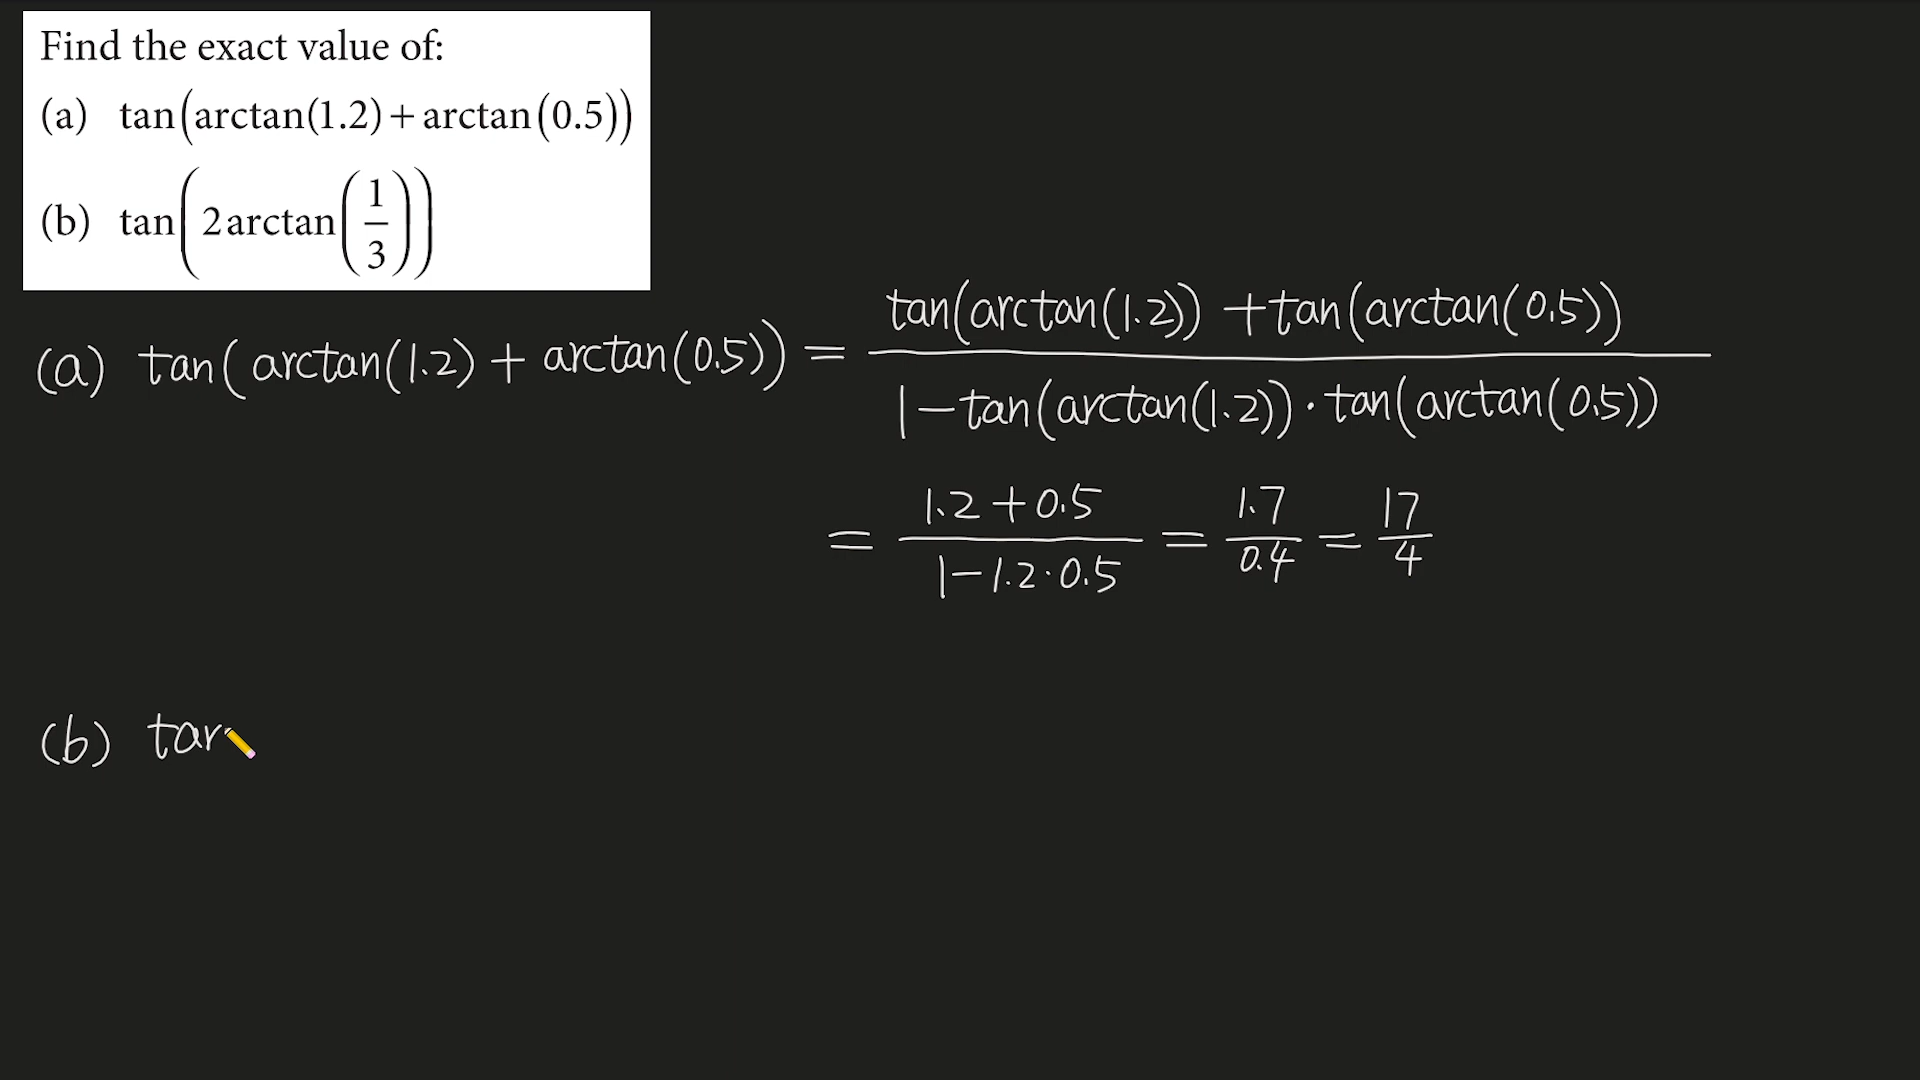 Find the exact value of:
(a) tan(arctan(1.2)+arctan(0.5))
(b) tan(2arctan(1/3))
(a) tan(arctan(1.2) + arctan(0.5)) = (tan(arctan(1.2)) + tan(arctan(0.5))) / (1 - tan(arctan(1.2)) · tan(arctan(0.5)))
= (1.2 + 0.5) / (1 - 1.2 · 0.5) = 1.7/0.4 = 17/4
(b) tan